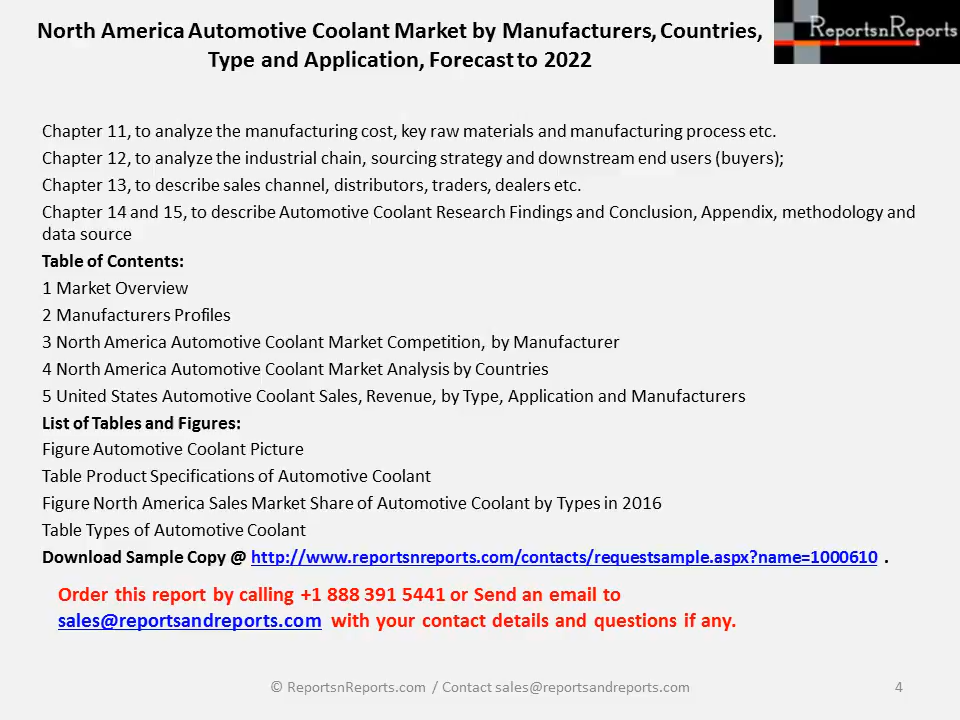 North America Automotive Coolant Market by Manufacturers, Countries,
Type and Application, Forecast to 2022
ReportsnReports
Chapter 11, to analyze the manufacturing cost, key raw materials and manufacturing process etc.
Chapter 12, to analyze the industrial chain, sourcing strategy and downstream end users (buyers);
Chapter 13, to describe sales channel, distributors, traders, dealers etc.
Chapter 14 and 15, to describe Automotive Coolant Research Findings and Conclusion, Appendix, methodology and
data source
Table of Contents:
1 Market Overview
2 Manufacturers Profiles
3 North America Automotive Coolant Market Competition, by Manufacturer
4 North America Automotive Coolant Market Analysis by Countries
5 United States Automotive Coolant Sales, Revenue, by Type, Application and Manufacturers
List of Tables and Figures:
Figure Automotive Coolant Picture
Table Product Specifications of Automotive Coolant
Figure North America Sales Market Share of Automotive Coolant by Types in 2016
Table Types of Automotive Coolant
Download Sample Copy @ http://www.reportsnreports.com/contacts/requestsample.aspx?name=1000610 .
Order this report by calling +1 888 391 5441 or Send an email to
sales@reportsandreports.com with your contact details and questions if any.
© ReportsnReports.com / Contact sales@reportsandreports.com
4